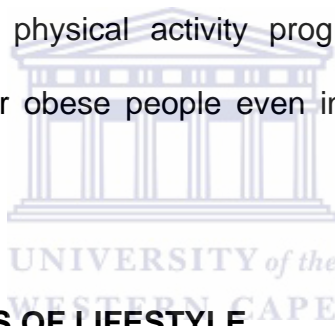 physical activity prog
r obese people even in
UNIVERSITY of the
WESTERN CAPE
S OF LIFESTYLE